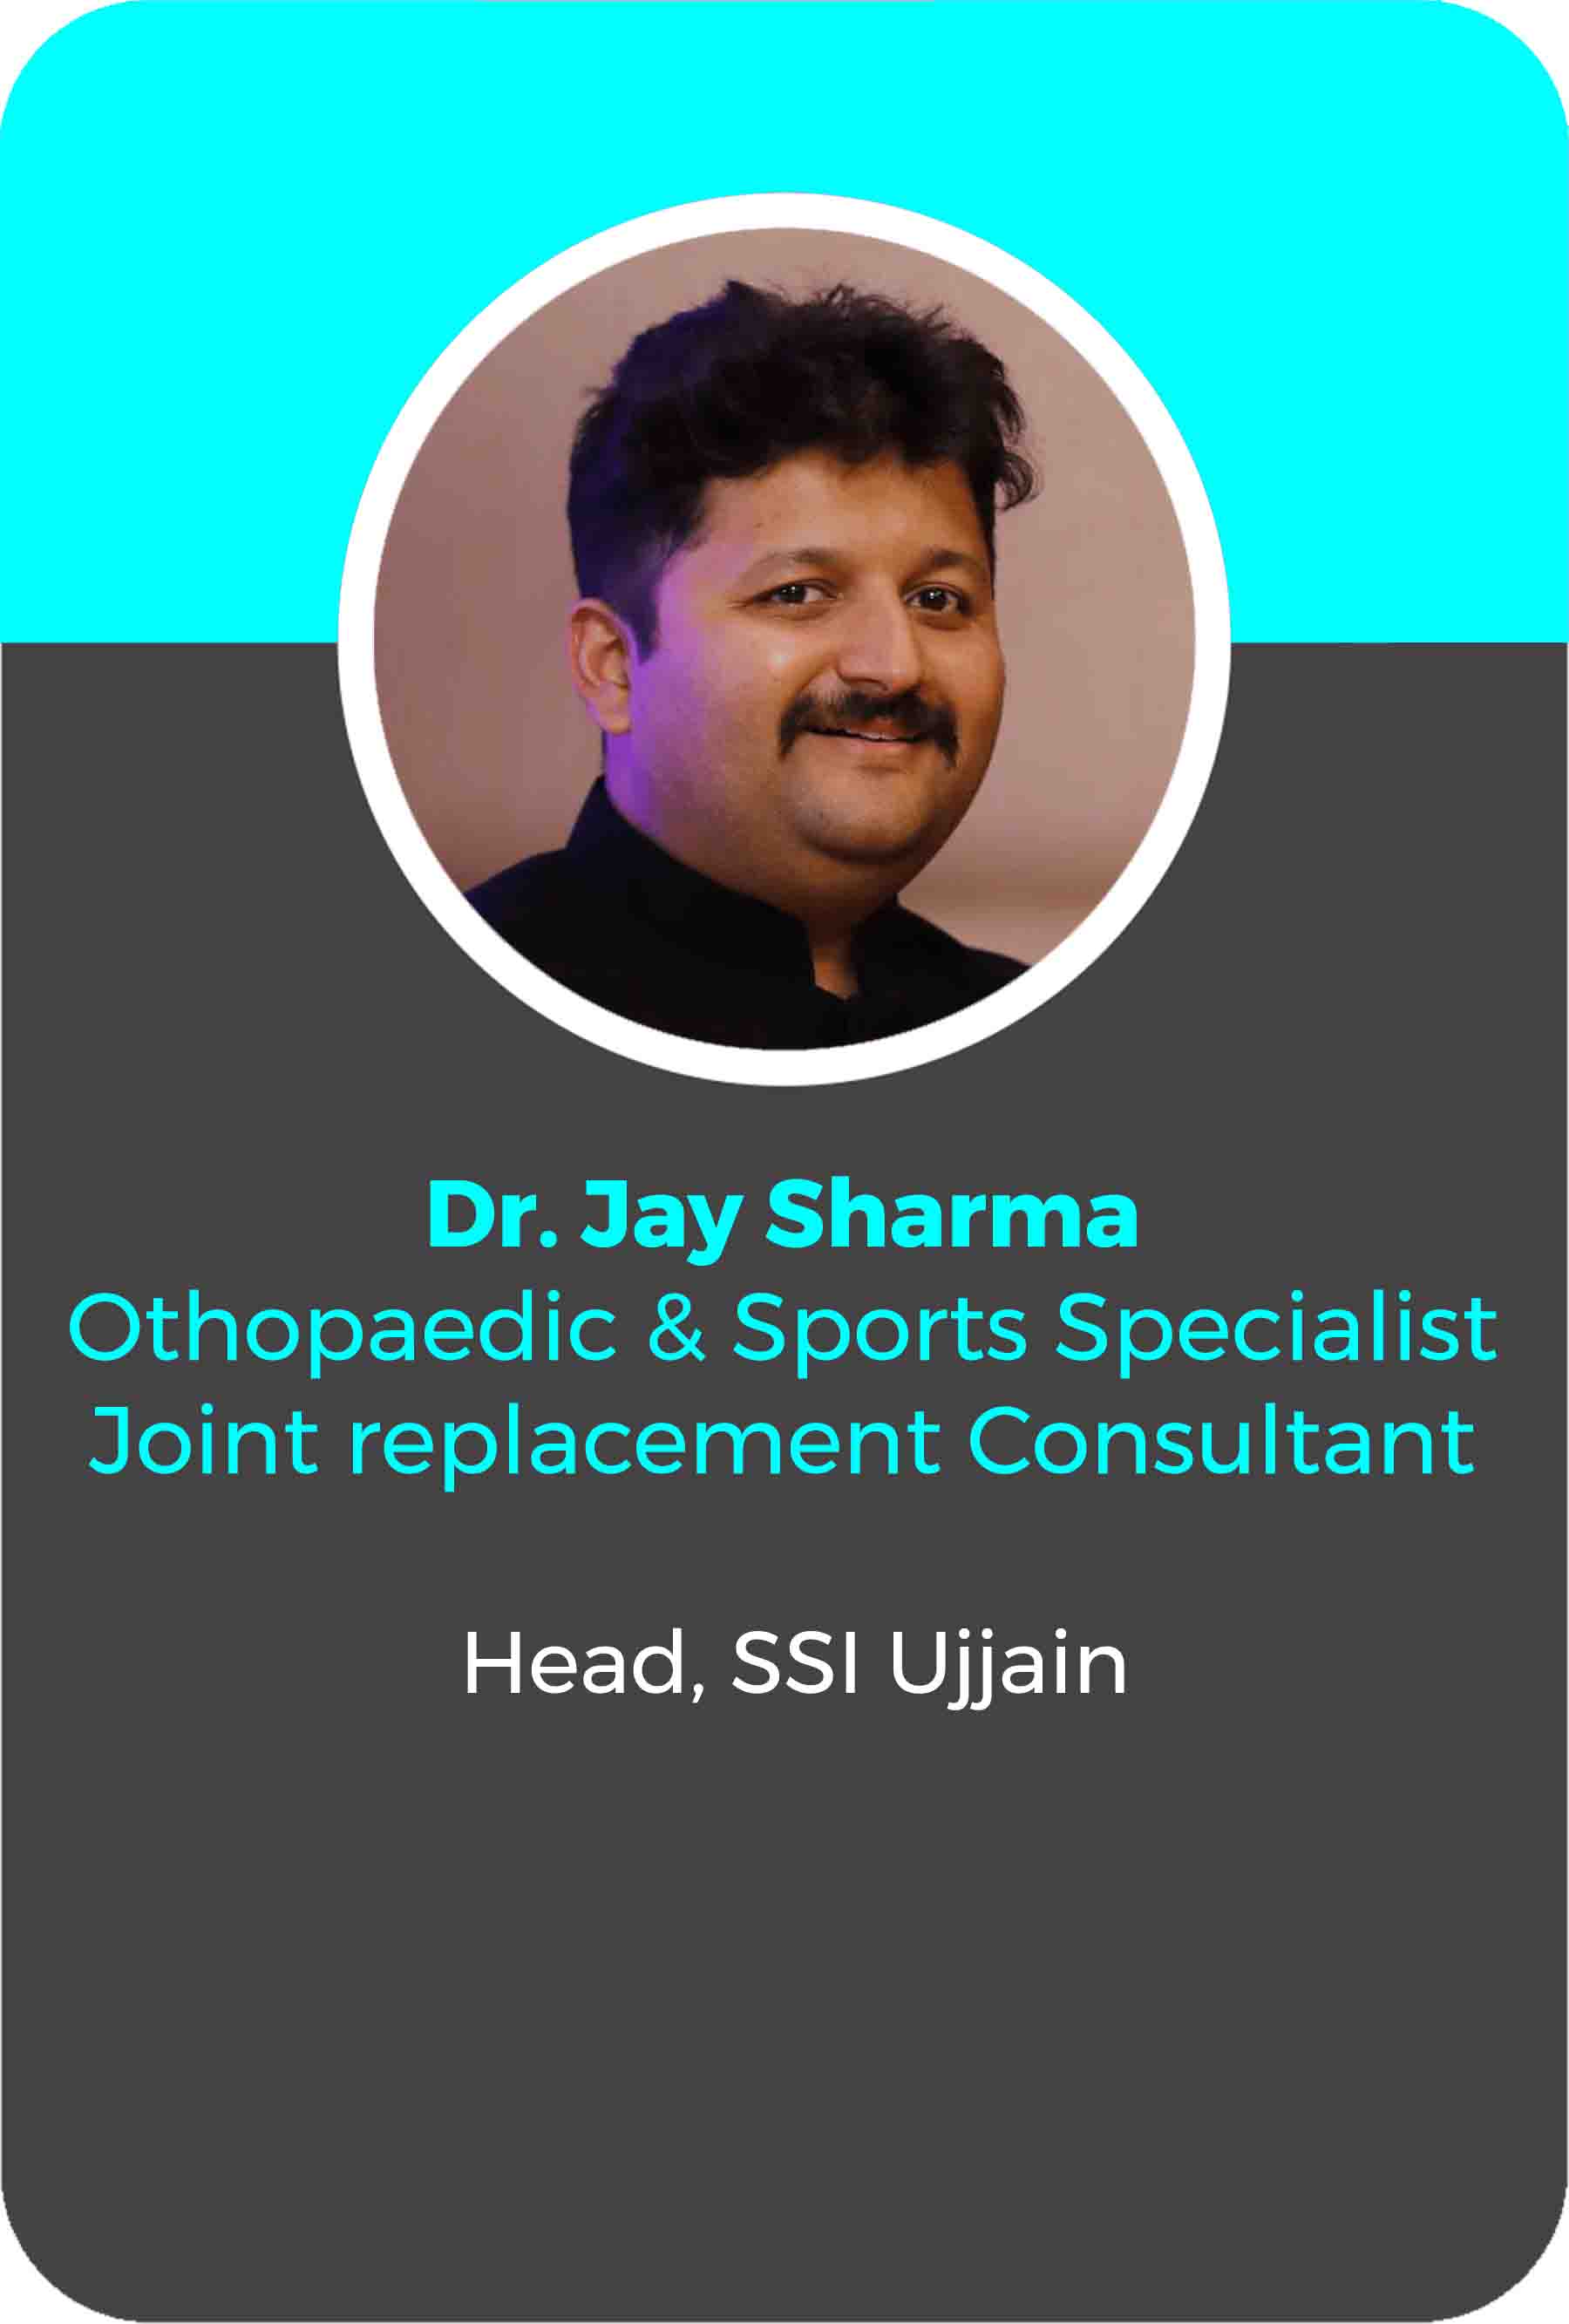 Dr. Jay Sharma
Othopaedic & Sports Specialist
Joint replacement Consultant
Head, SSI Ujjain